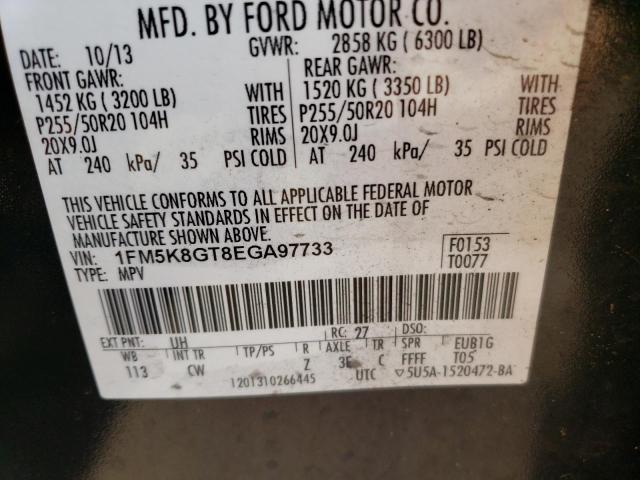 MFD. BY FORD MOTOR CO.
DATE: 10/13 GVWR: 2858 KG ( 6300 LB)
FRONT GAWR: REAR GAWR:
1452 KG ( 3200 LB) WITH 1520 KG ( 3350 LB) WITH
P255/50R20 104H TIRES P255/50R20 104H TIRES
20X9.0J RIMS 20X9.0J RIMS
AT 240 kPa/ 35 PSI COLD AT 240 kPa/ 35 PSI COLD
THIS VEHICLE CONFORMS TO ALL APPLICABLE FEDERAL MOTOR
VEHICLE SAFETY STANDARDS IN EFFECT ON THE DATE OF
MANUFACTURE SHOWN ABOVE.
VIN: 1FM5K8GT8EGA97733 F0153
TYPE: MPV T0077
EXT PNT: UH RC: 27 DSO:
WB INT TR TP/PS R AXLE TR SPR EUB1G
113 CW Z 3E C FFFF T05
1201310266445 UTC ▽5U5A-1520472-BA